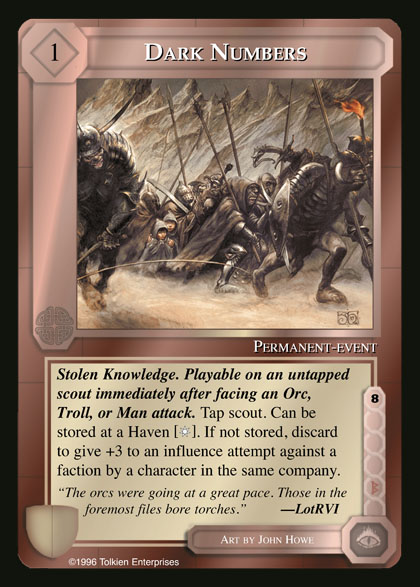 1
DARK NUMBERS
PERMANENT-EVENT
Stolen Knowledge. Playable on an untapped
scout immediately after facing an Orc,
Troll, or Man attack. Tap scout. Can be
stored at a Haven [☼]. If not stored, discard
to give +3 to an influence attempt against a
faction by a character in the same company.
“The orcs were going at a great pace. Those in the
foremost files bore torches.” —LotRVI
8
ART BY JOHN HOWE
©1996 Tolkien Enterprises